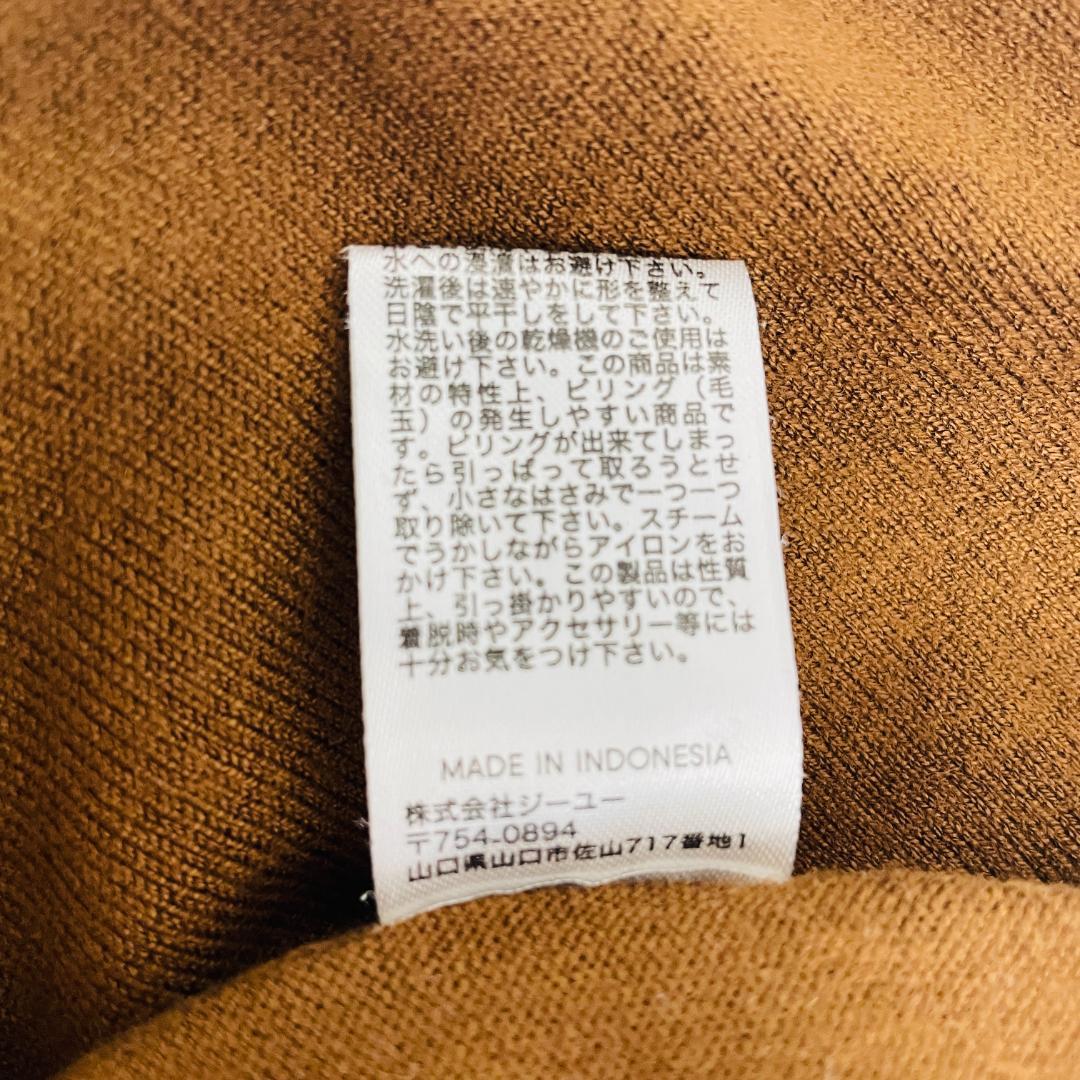 水への浸漬はお避け下さい。
洗濯後は速やかに形を整えて
日陰で平干しをして下さい。
水洗い後の乾燥機のご使用は
お避け下さい。この商品は素
材の特性上、ピリング（毛
玉）の発生しやすい商品で
す。ピリングが出来てしまっ
たら引っぱって取ろうとせ
ず、小さなはさみで一つ一つ
取り除いて下さい。スチーム
でうかしながらアイロンをお
かけ下さい。この製品は性質
上、引っ掛かりやすいので、
着脱時やアクセサリー等には
十分お気をつけ下さい。
MADE IN INDONESIA
株式会社ジーユー
〒754-0894
山口県山口市佐山717番地1